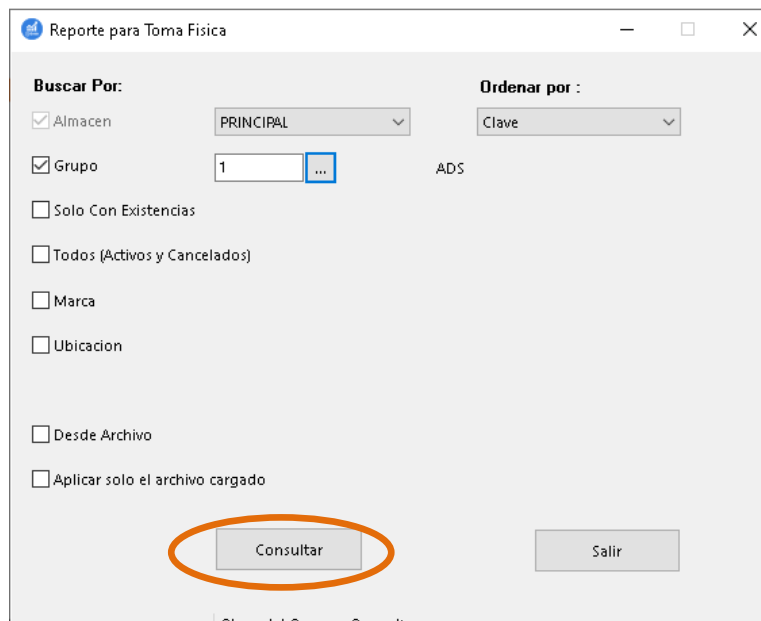 Reporte para Toma Fisica
Buscar Por:
Ordenar por :
Almacen
PRINCIPAL
Clave
Grupo
1
...
ADS
Solo Con Existencias
Todos (Activos y Cancelados)
Marca
Ubicacion
Desde Archivo
Aplicar solo el archivo cargado
Consultar
Salir